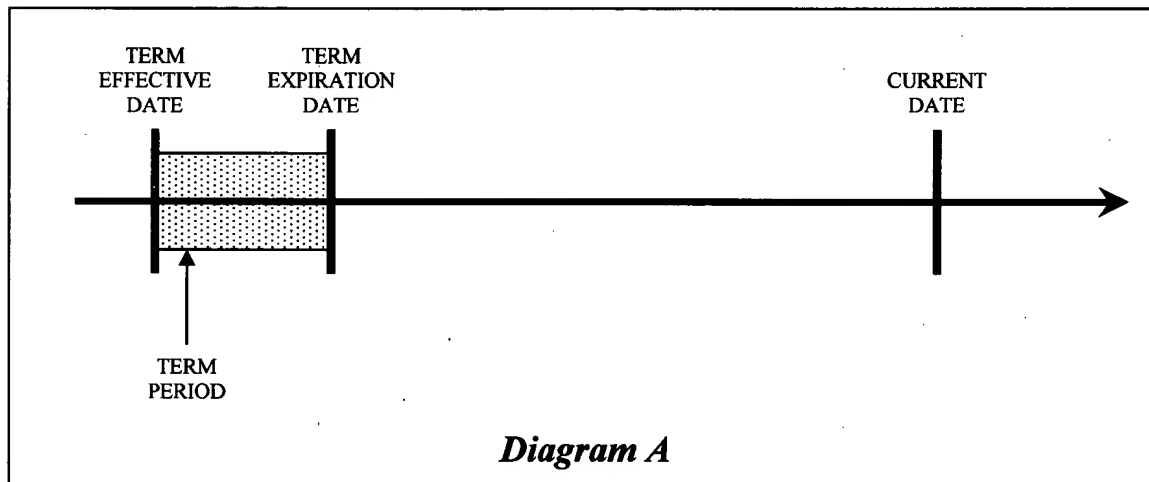 TERM
EFFECTIVE
DATE
TERM
EXPIRATION
DATE
CURRENT
DATE
TERM
PERIOD
Diagram A